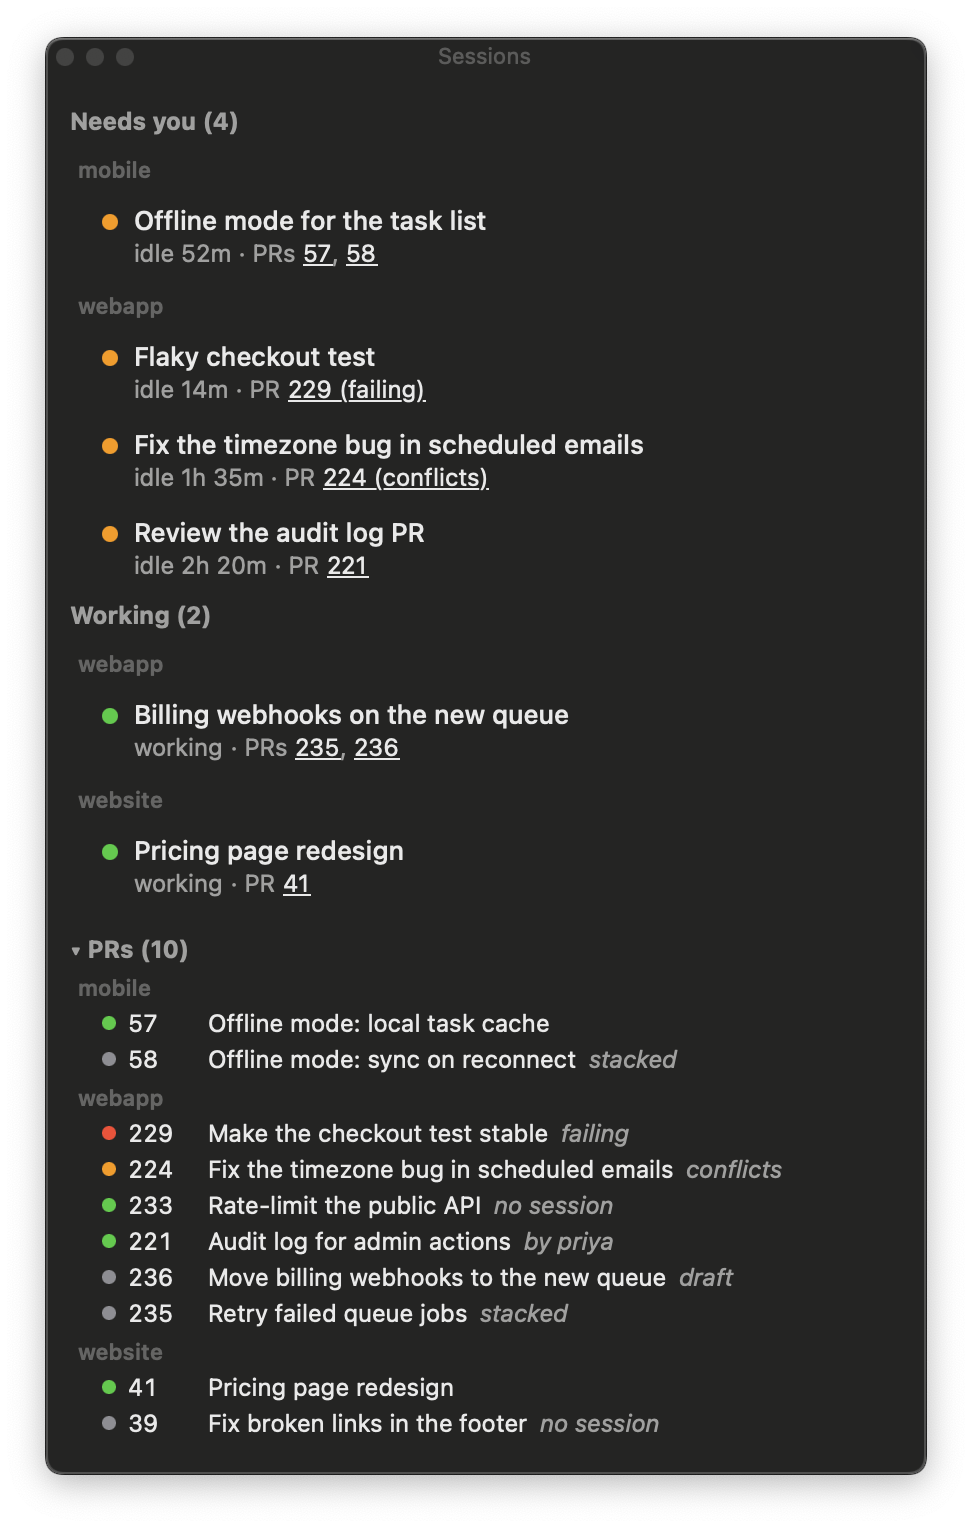 Sessions
Needs you (4)
mobile
Offline mode for the task list
idle 52m · PRs 57, 58
webapp
Flaky checkout test
idle 14m · PR 229 (failing)
Fix the timezone bug in scheduled emails
idle 1h 35m · PR 224 (conflicts)
Review the audit log PR
idle 2h 20m · PR 221
Working (2)
webapp
Billing webhooks on the new queue
working · PRs 235, 236
website
Pricing page redesign
working · PR 41
▾ PRs (10)
mobile
57 Offline mode: local task cache
58 Offline mode: sync on reconnect stacked
webapp
229 Make the checkout test stable failing
224 Fix the timezone bug in scheduled emails conflicts
233 Rate-limit the public API no session
221 Audit log for admin actions by priya
236 Move billing webhooks to the new queue draft
235 Retry failed queue jobs stacked
website
41 Pricing page redesign
39 Fix broken links in the footer no session